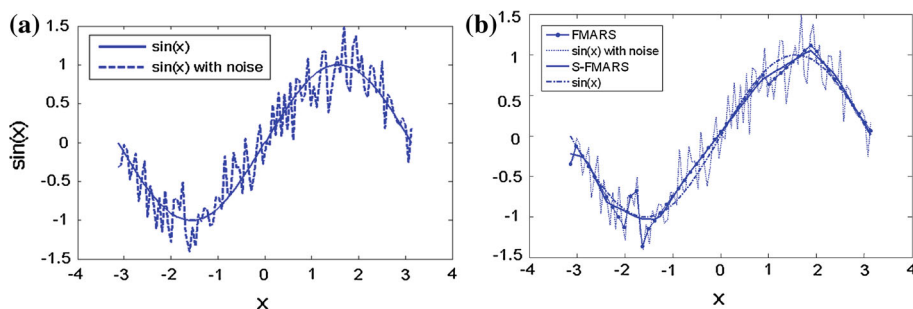 (a)
1.5
1
0.5
0
-0.5
-1
-1.5
sin(x)
sin(x)
sin(x) with noise
-4 -3 -2 -1 0 1 2 3 4
x
(b)
1.5
1
0.5
0
-0.5
-1
-1.5
FMARS
sin(x) with noise
S-FMARS
sin(x)
-4 -3 -2 -1 0 1 2 3 4
x